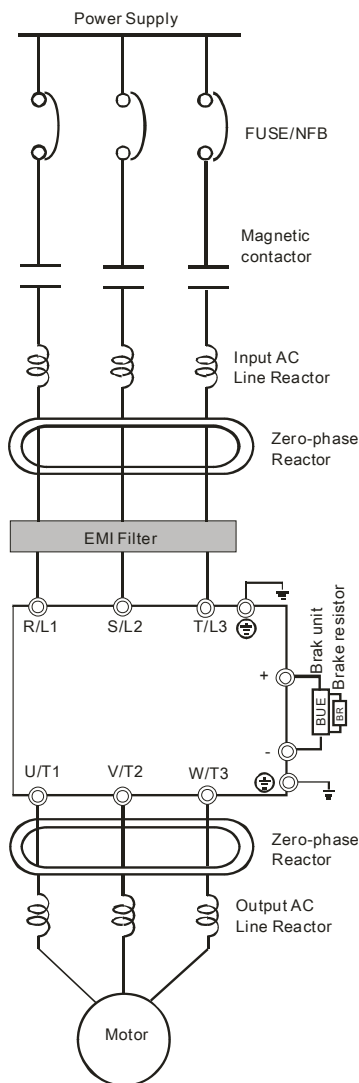 Power Supply
FUSE/NFB
Magnetic
contactor
Input AC
Line Reactor
Zero-phase
Reactor
EMI Filter
R/L1
S/L2
T/L3
+
-
Brak unit
Brake resistor
BUE
BR
U/T1
V/T2
W/T3
Zero-phase
Reactor
Output AC
Line Reactor
Motor